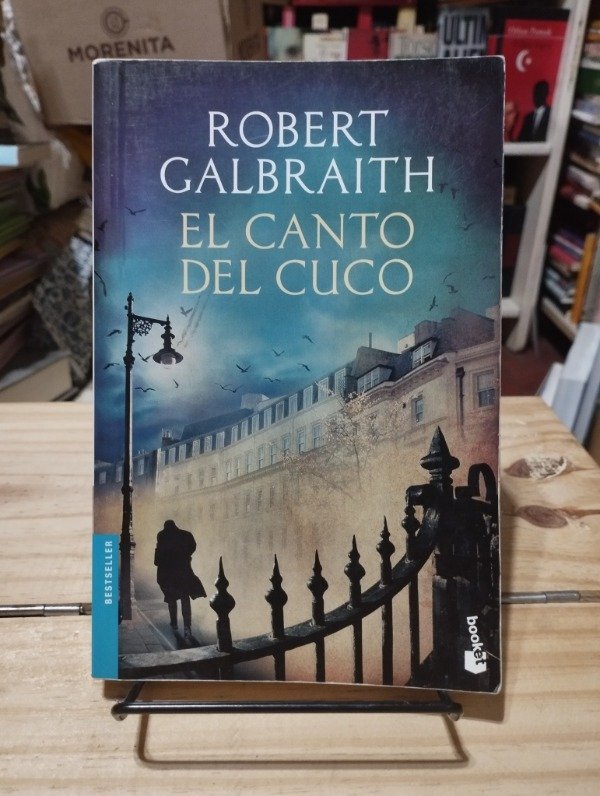 MORENITA
ROBERT
GALBRAITH
EL CANTO
DEL CUCO
BESTSELLER
booket